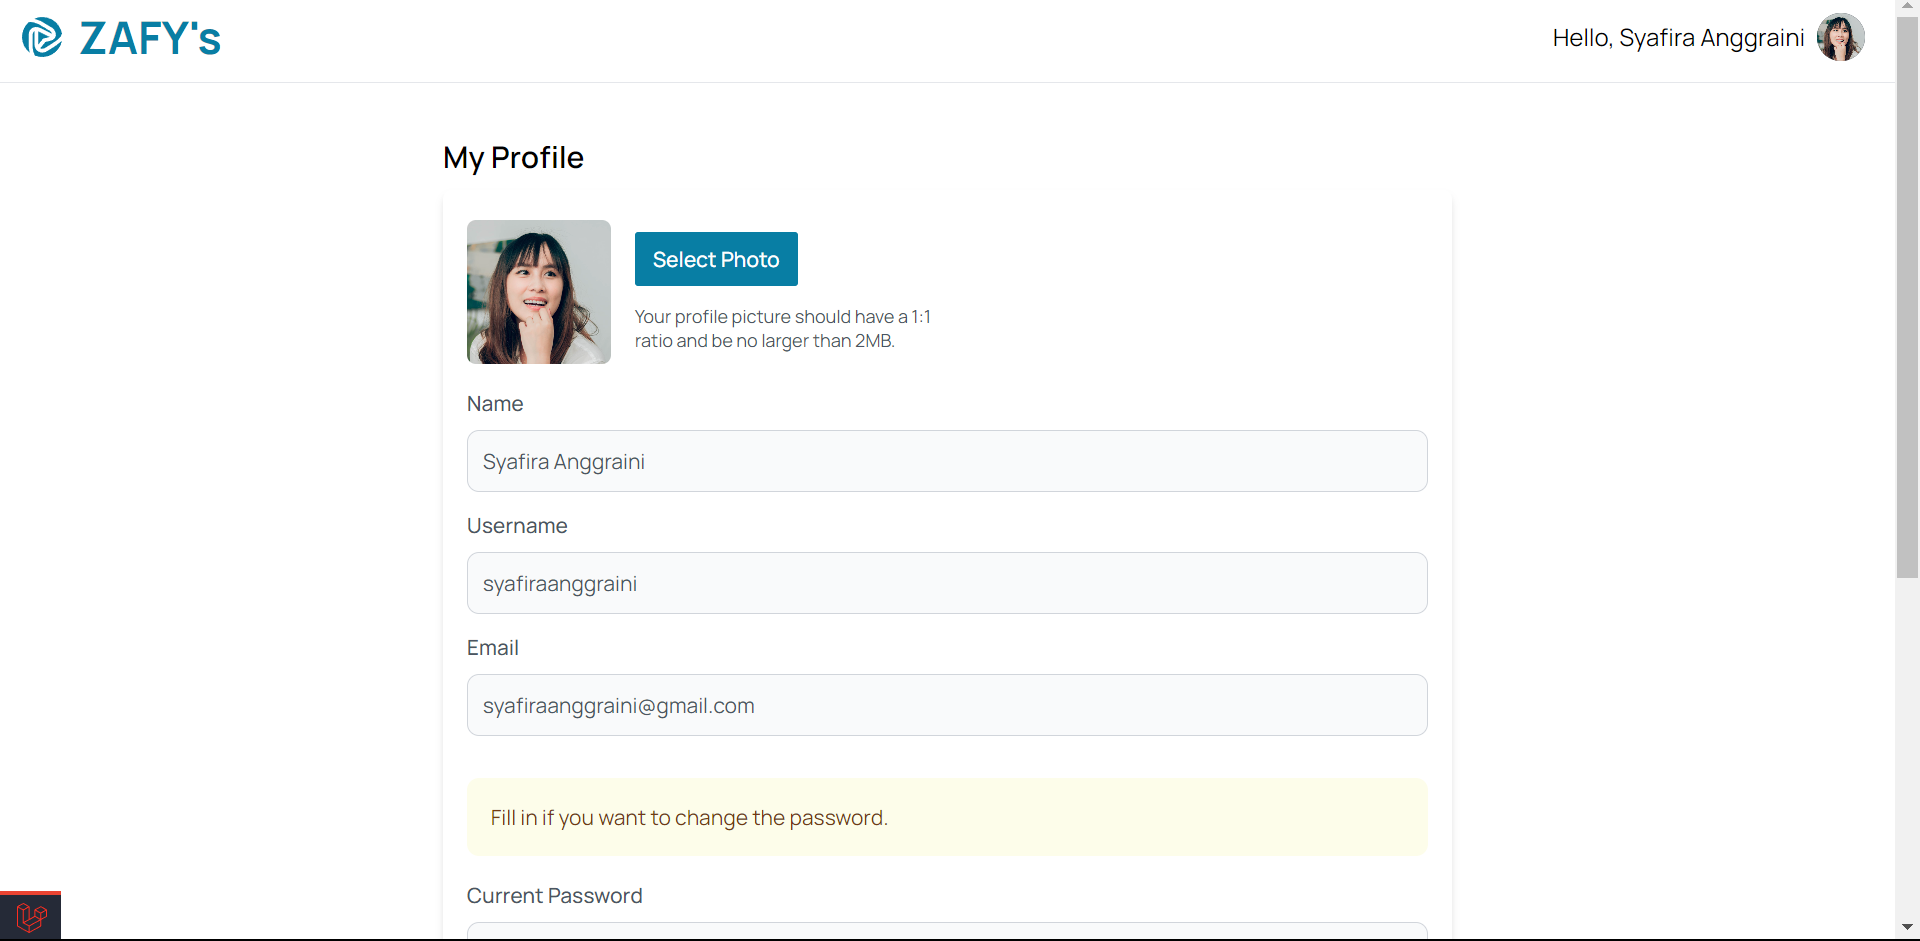 ZAFY's
Hello, Syafira Anggraini
My Profile
Select Photo
Your profile picture should have a 1:1
ratio and be no larger than 2MB.
Name
Syafira Anggraini
Username
syafiraanggraini
Email
syafiraanggraini@gmail.com
Fill in if you want to change the password.
Current Password